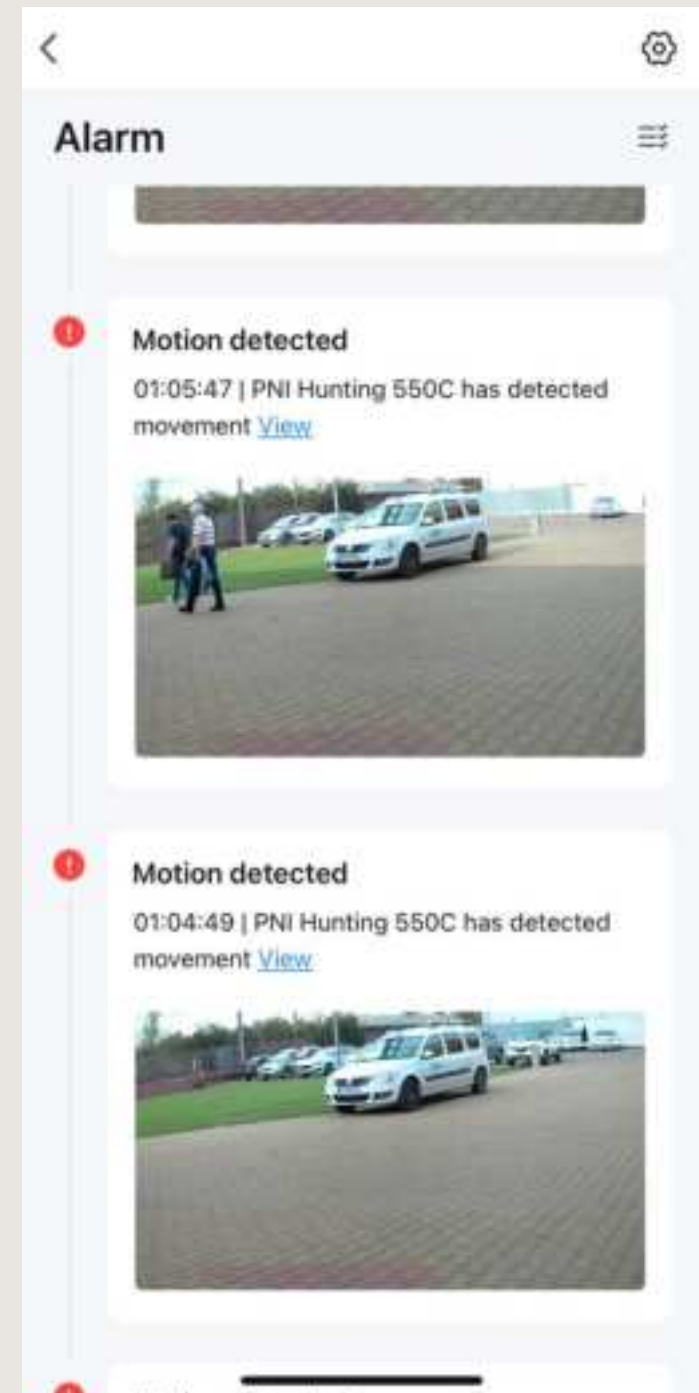 Alarm
Motion detected
01:05:47 | PNI Hunting 550C has detected
movement View
Motion detected
01:04:49 | PNI Hunting 550C has detected
movement View